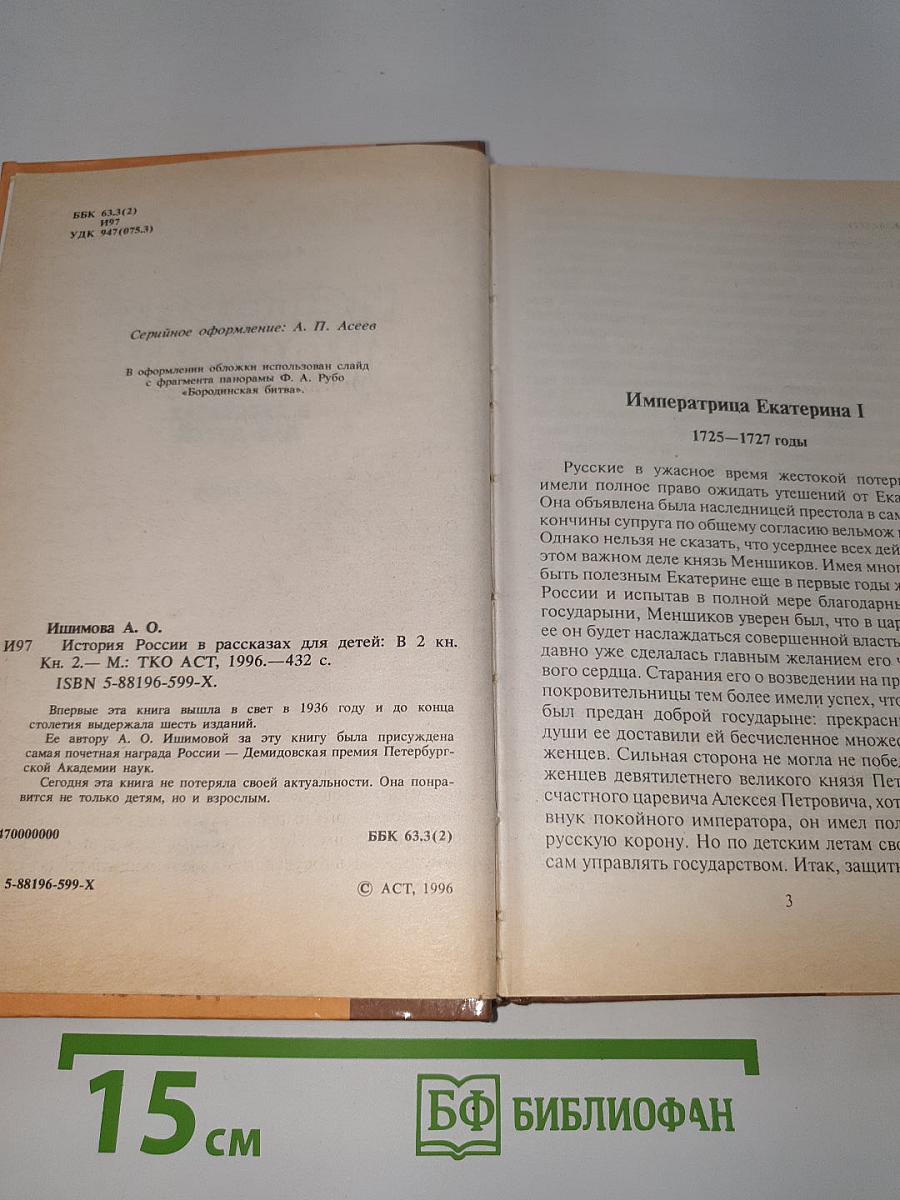 ББК 63.3(2)
И97
УДК 947(075.3)
Серийное оформление: А. П. Асеев
В оформлении обложки использован слайд
с фрагмента панорамы Ф. А. Рубо
«Бородинская битва».
Ишимова А. О.
И97 История России в рассказах для детей: В 2 кн.
Кн. 2.— М.: ТКО АСТ, 1996.—432 с.
ISBN 5-88196-599-X.
Впервые эта книга вышла в свет в 1936 году и до конца
столетия выдержала шесть изданий.
Ее автору А. О. Ишимовой за эту книгу была присуждена
самая почетная награда России — Демидовская премия Петербург-
ской Академии наук.
Сегодня эта книга не потеряла своей актуальности. Она понра-
вится не только детям, но и взрослым.
470000000 ББК 63.3(2)
5-88196-599-X © АСТ, 1996
Императрица Екатерина I
1725—1727 годы
Русские в ужасное время жестокой потер
имели полное право ожидать утешений от Ека
Она объявлена была наследницей престола в сам
кончины супруга по общему согласию вельмож
Однако нельзя не сказать, что усерднее всех дей
этом важном деле князь Меншиков. Имея мног
быть полезным Екатерине еще в первые годы ж
России и испытав в полной мере благодарн
государыни, Меншиков уверен был, что в цар
ее он будет наслаждаться совершенной власть
давно уже сделалась главным желанием его ч
вого сердца. Старания его о возведении на пр
покровительницы тем более имели успех, что
был предан доброй государыне: прекрасн
души ее доставили ей бесчисленное множес
женцев. Сильная сторона не могла не побед
женцев девятилетнего великого князя Пет
счастного царевича Алексея Петровича, хот
внук покойного императора, он имел пол
русскую корону. Но по детским летам сво
сам управлять государством. Итак, защит
3
15 см
БФ БИБЛИОФАН